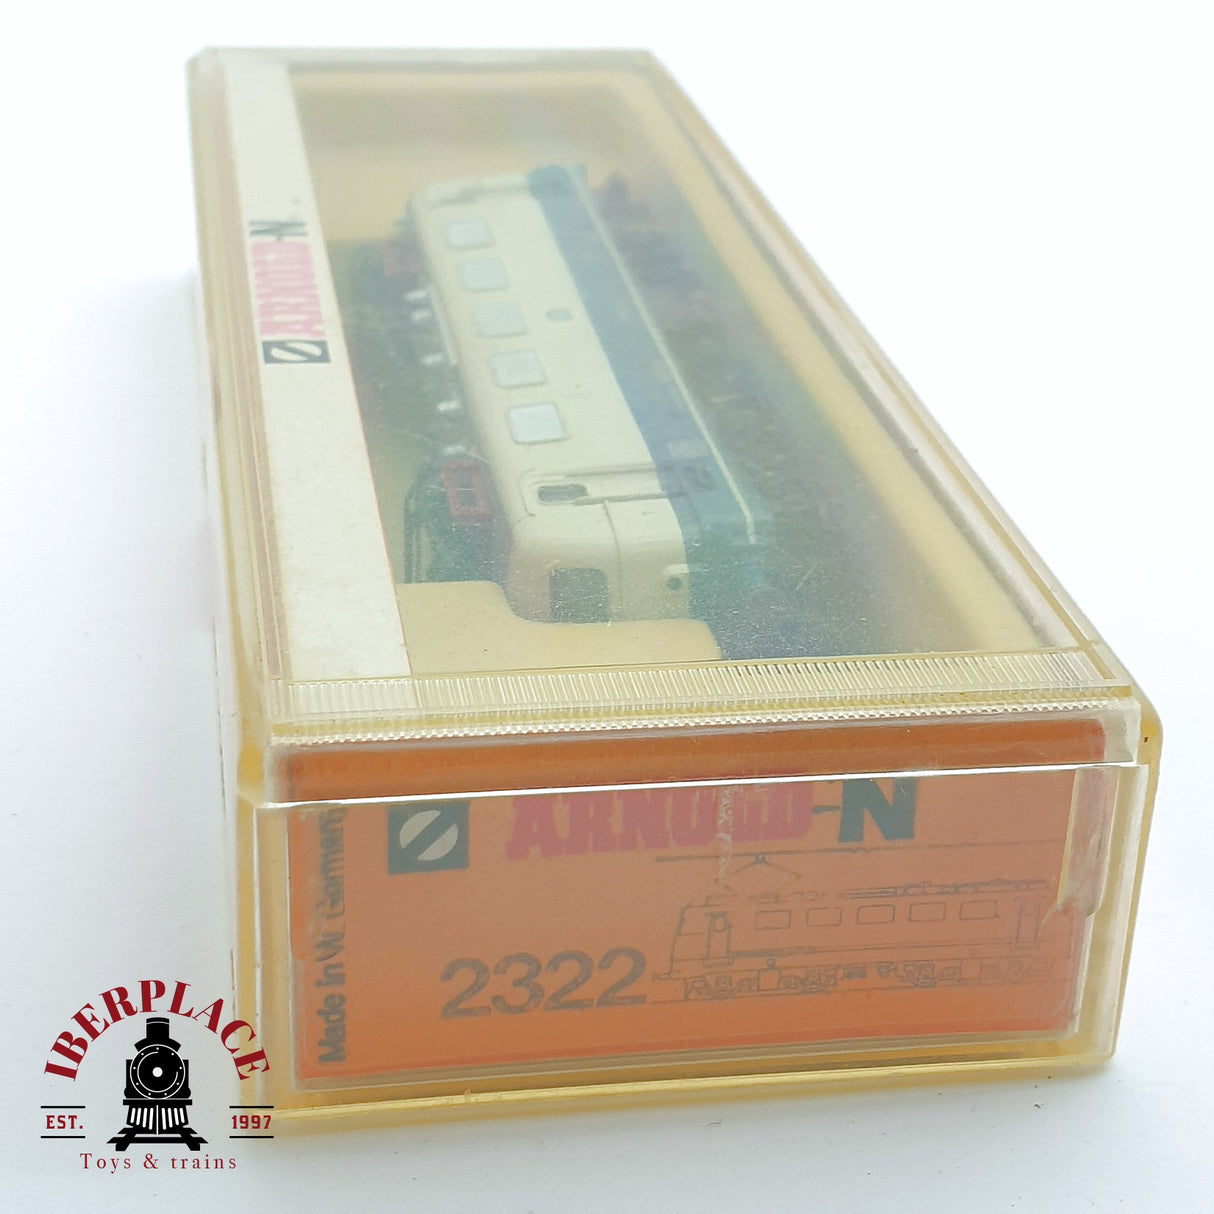 ARNOLD-N
ARNOLD-N
2322
Made in W. Germany
IBERPLACE
EST. 1997
Toys & trains